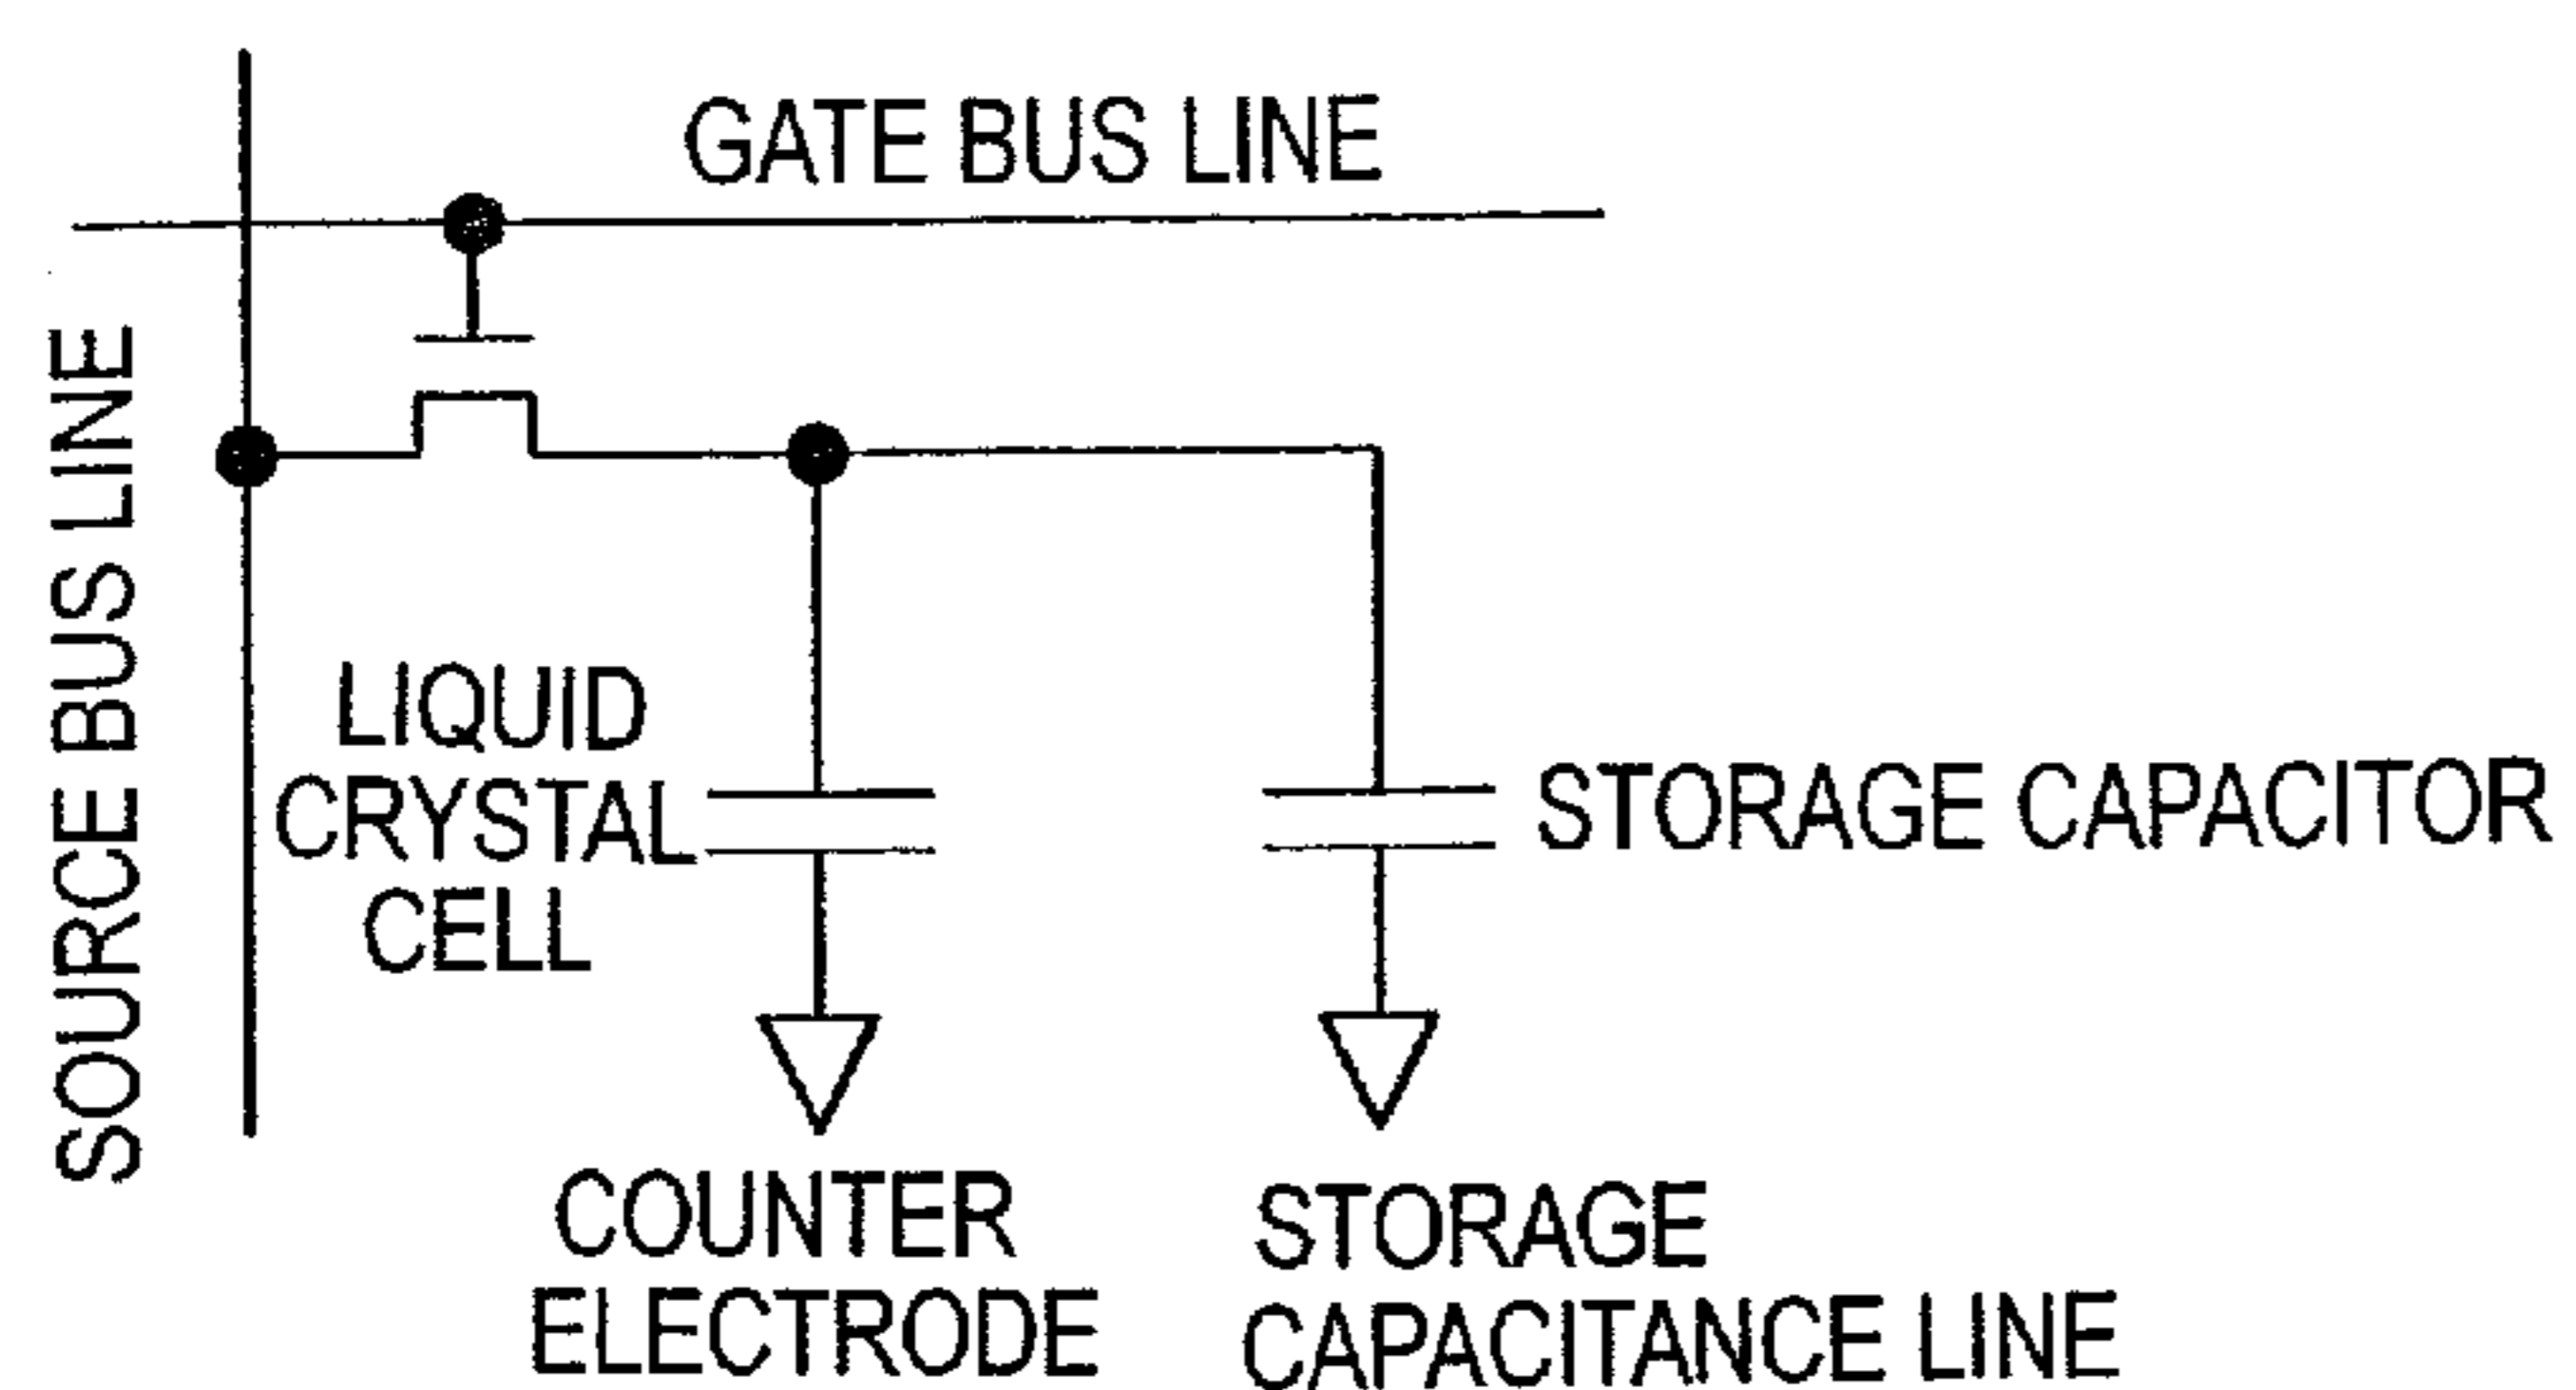 GATE BUS LINE
SOURCE BUS LINE
LIQUID
CRYSTAL
CELL
STORAGE CAPACITOR
COUNTER
ELECTRODE
STORAGE
CAPACITANCE LINE